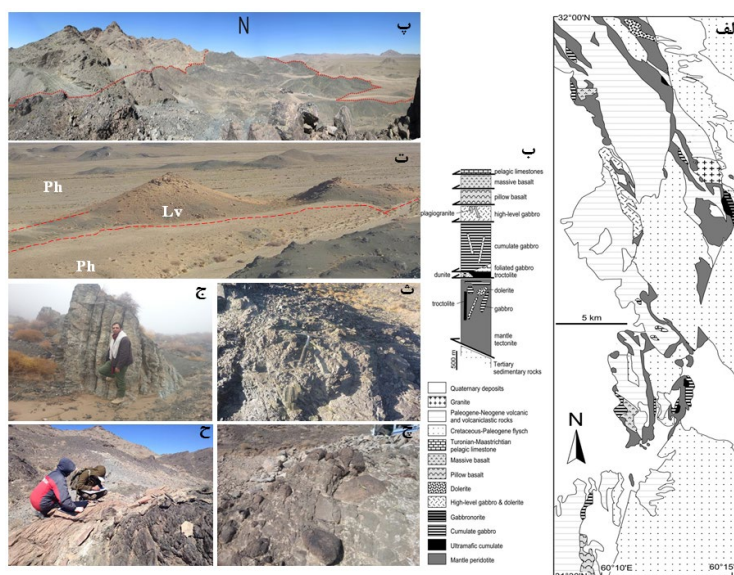 N
پ
ت
Ph
Lv
Ph
ج
ث
ح
چ
ب
pelagic limestones
massive basalt
pillow basalt
plagiogranite
high-level gabbro
cumulate gabbro
foliated gabbro
dunite
troctolite
dolerite
troctolite
gabbro
mantle
tectonite
500 m
Tertiary
sedimentary rocks
Quaternary deposits
Granite
Paleogene-Neogene volcanic
and volcaniclastic rocks
Cretaceous-Paleogene flysch
Turonian-Maastrichtian
pelagic limestone
Massive basalt
Pillow basalt
Dolerite
High-level gabbro & dolerite
Gabbronorite
Cumulate gabbro
Ultramafic cumulate
Mantle peridotite
الف
32°00'N
5 km
N
60°10'E
60°15'